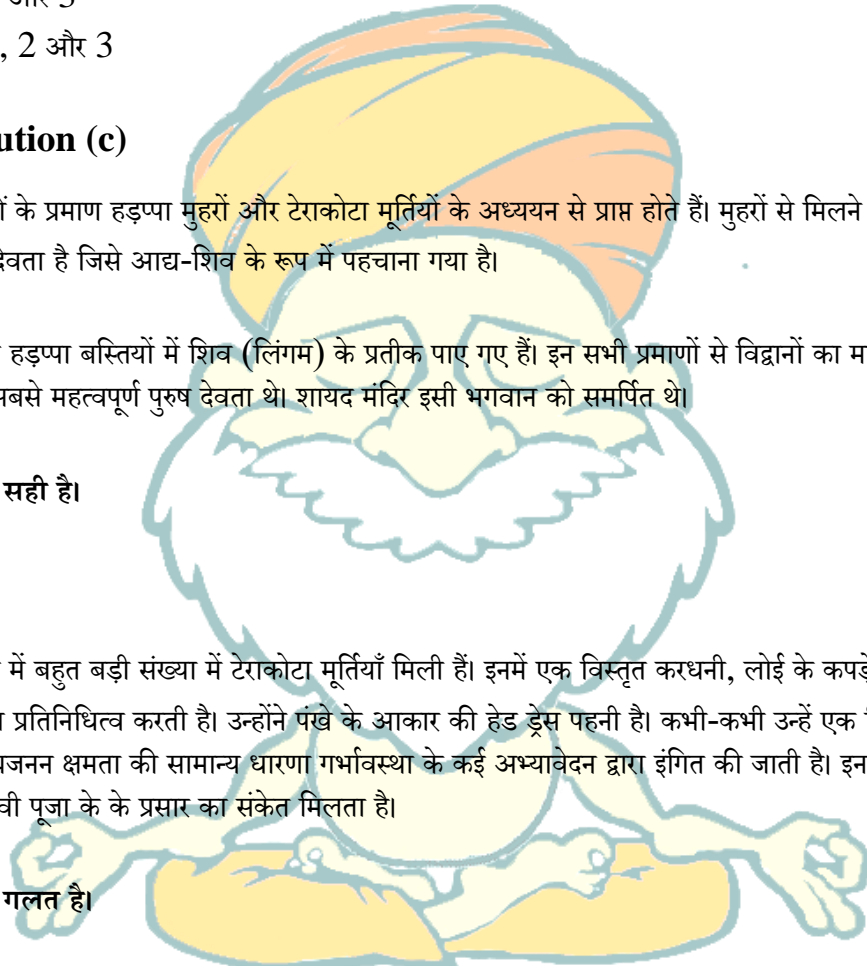 और 3
, 2 और 3
ution (c)
के प्रमाण हड़प्पा मुहरों और टेराकोटा मूर्तियों के अध्ययन से प्राप्त होते हैं। मुहरों से मिलने
देवता है जिसे आद्य-शिव के रूप में पहचाना गया है।
हड़प्पा बस्तियों में शिव (लिंगम) के प्रतीक पाए गए हैं। इन सभी प्रमाणों से विद्वानों का म
सबसे महत्वपूर्ण पुरुष देवता थे। शायद मंदिर इसी भगवान को समर्पित थे।
सही है।
में बहुत बड़ी संख्या में टेराकोटा मूर्तियाँ मिली हैं। इनमें एक विस्तृत करधनी, लोई के कपड़े
प्रतिनिधित्व करती है। उन्होंने पंखे के आकार की हेड ड्रेस पहनी है। कभी-कभी उन्हें एक
प्रजनन क्षमता की सामान्य धारणा गर्भावस्था के कई अभ्यावेदन द्वारा इंगित की जाती है। इन
वी पूजा के के प्रसार का संकेत मिलता है।
गलत है।